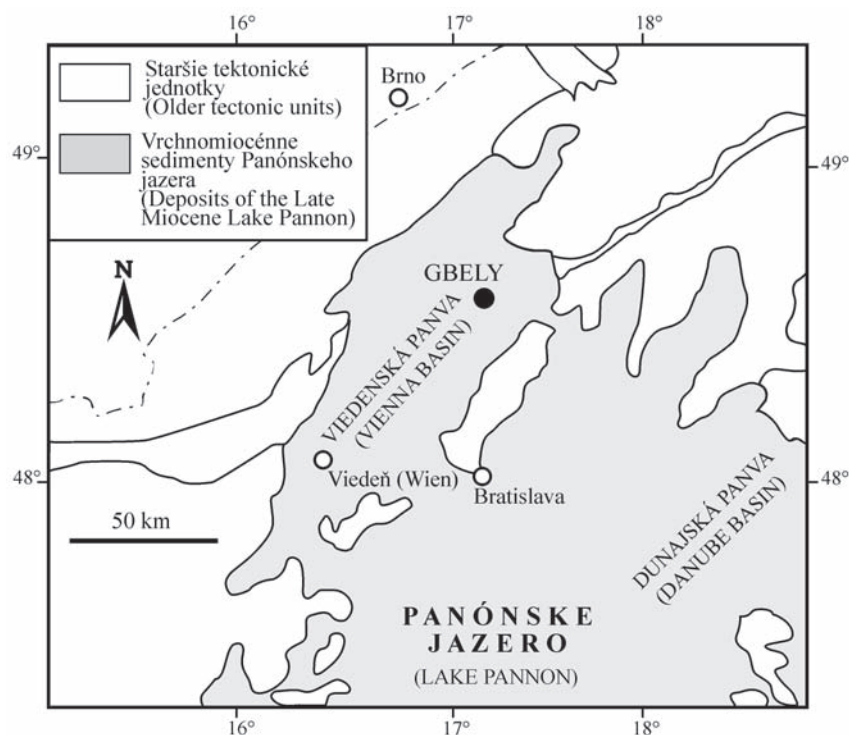 16° 17° 18°
Staršie tektonické
jednotky
(Older tectonic units)
Vrchnomiocénne
sedimenty Panónskeho
jazera
(Deposits of the Late
Miocene Lake Pannon)
Brno
49° 49°
N
GBELY
VIEDENSKÁ PANVA
(VIENNA BASIN)
48° 48°
Viedeň (Wien)
Bratislava
50 km
DUNAJSKÁ PANVA
(DANUBE BASIN)
PANÓNSKE
JAZERO
(LAKE PANNON)
16° 17° 18°